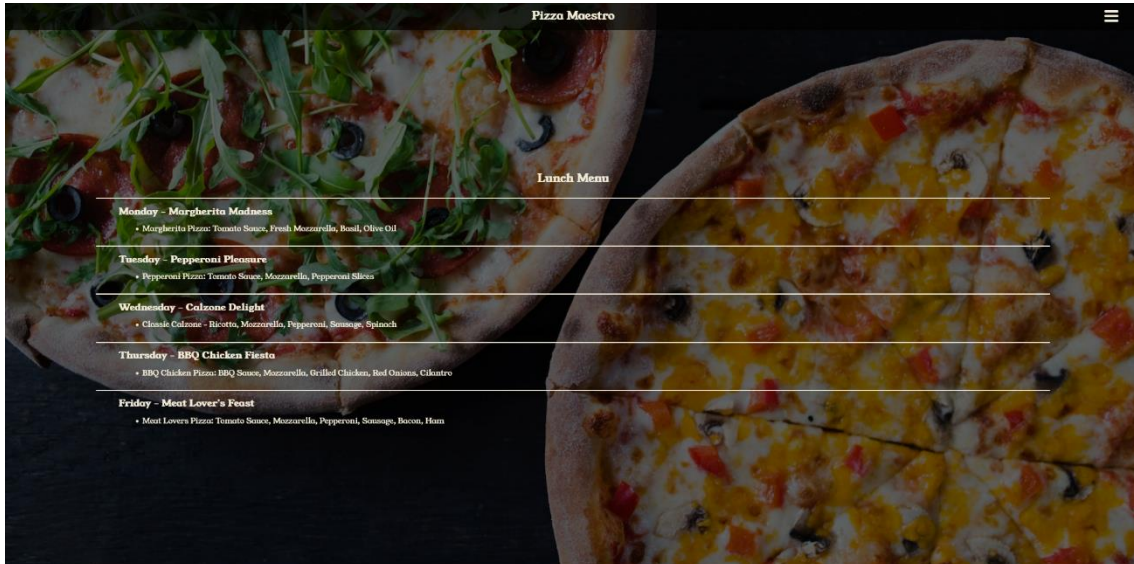 Pizza Maestro
Lunch Menu
Monday - Margherita Madness
• Margherita Pizza: Tomato Sauce, Fresh Mozzarella, Basil, Olive Oil
Tuesday - Pepperoni Pleasure
• Pepperoni Pizza: Tomato Sauce, Mozzarella, Pepperoni Slices
Wednesday - Calzone Delight
• Classic Calzone - Ricotta, Mozzarella, Pepperoni, Sausage, Spinach
Thursday - BBQ Chicken Fiesta
• BBQ Chicken Pizza: BBQ Sauce, Mozzarella, Grilled Chicken, Red Onions, Cilantro
Friday - Meat Lover's Feast
• Meat Lovers Pizza: Tomato Sauce, Mozzarella, Pepperoni, Sausage, Bacon, Ham